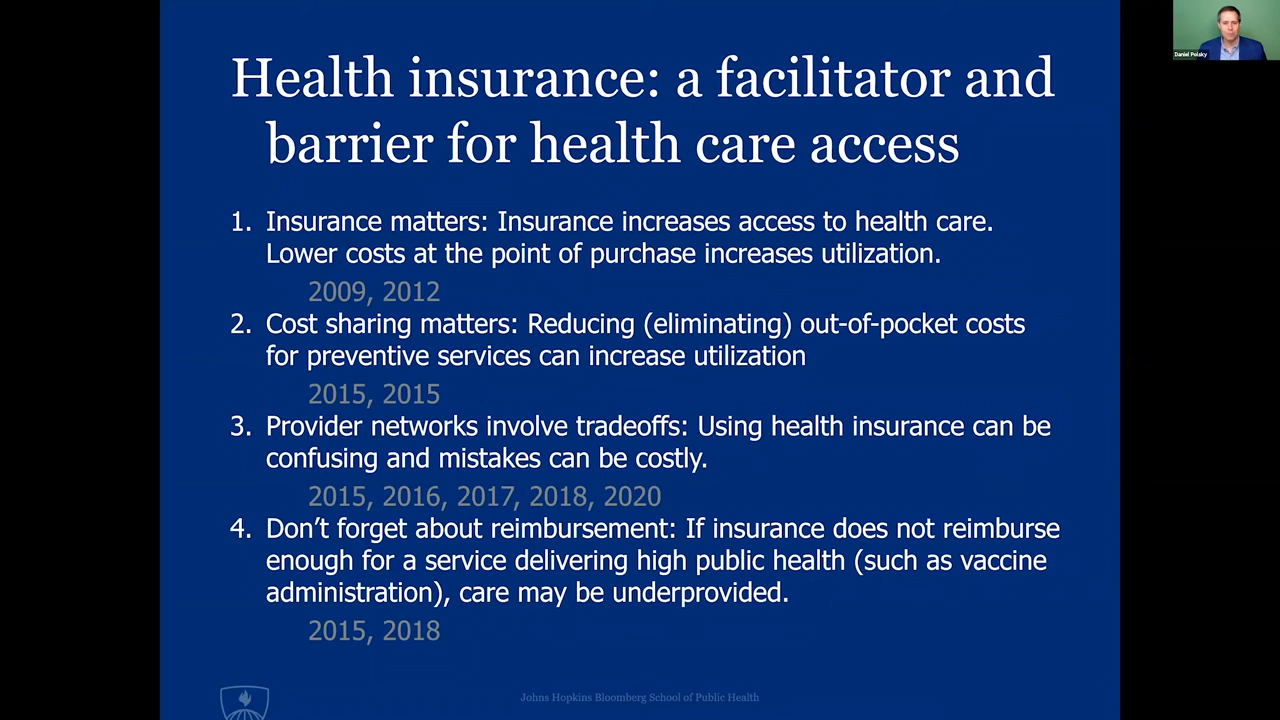 Daniel Polsky
Health insurance: a facilitator and
barrier for health care access
1. Insurance matters: Insurance increases access to health care.
Lower costs at the point of purchase increases utilization.
2009, 2012
2. Cost sharing matters: Reducing (eliminating) out-of-pocket costs
for preventive services can increase utilization
2015, 2015
3. Provider networks involve tradeoffs: Using health insurance can be
confusing and mistakes can be costly.
2015, 2016, 2017, 2018, 2020
4. Don’t forget about reimbursement: If insurance does not reimburse
enough for a service delivering high public health (such as vaccine
administration), care may be underprovided.
2015, 2018
Johns Hopkins Bloomberg School of Public Health